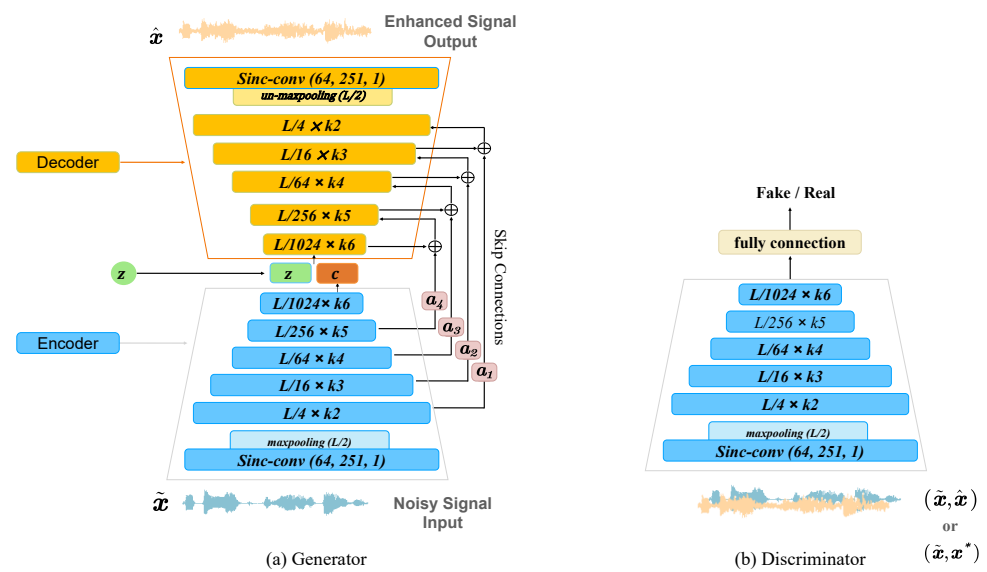 x̂
Enhanced Signal
Output
Sinc-conv (64, 251, 1)
un-maxpooling (L/2)
L/4 × k2
L/16 × k3
L/64 × k4
L/256 × k5
L/1024 × k6
Decoder
z
z
c
Skip Connections
a₄
a₃
a₂
a₁
L/1024× k6
L/256 × k5
L/64 × k4
L/16 × k3
L/4 × k2
maxpooling (L/2)
Sinc-conv (64, 251, 1)
Encoder
x̃
Noisy Signal
Input
(a) Generator
Fake / Real
fully connection
L/1024 × k6
L/256 × k5
L/64 × k4
L/16 × k3
L/4 × k2
maxpooling (L/2)
Sinc-conv (64, 251, 1)
(x̃, x̂)
or
(x̃, x*)
(b) Discriminator